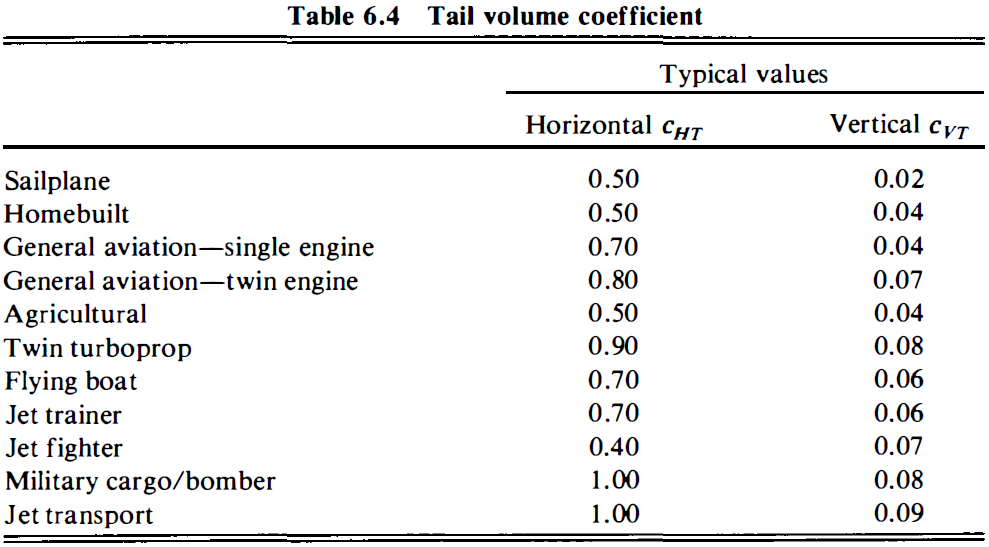 Table 6.4 Tail volume coefficient
Typical values
Horizontal c_HT Vertical c_VT
Sailplane 0.50 0.02
Homebuilt 0.50 0.04
General aviation—single engine 0.70 0.04
General aviation—twin engine 0.80 0.07
Agricultural 0.50 0.04
Twin turboprop 0.90 0.08
Flying boat 0.70 0.06
Jet trainer 0.70 0.06
Jet fighter 0.40 0.07
Military cargo/bomber 1.00 0.08
Jet transport 1.00 0.09